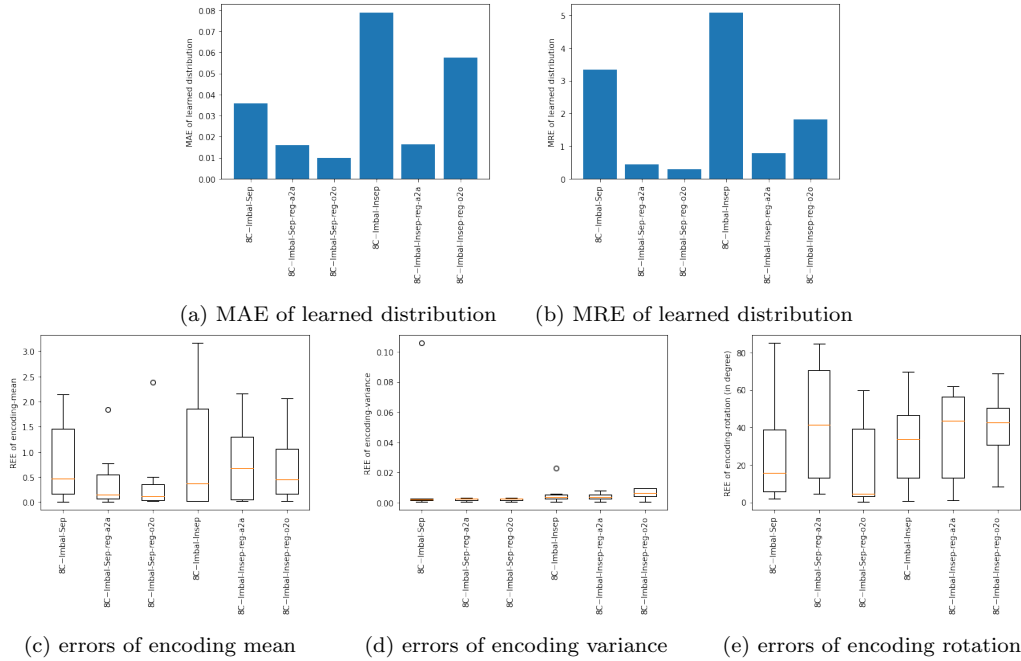 MAE of learned distribution
0.08
0.07
0.06
0.05
0.04
0.03
0.02
0.01
0.00
8C−Imbal-Sep
8C−Imbal-Sep-reg-a2a
8C−Imbal-Sep-reg-o2o
8C−Imbal-Insep
8C−Imbal-Insep-reg-a2a
8C−Imbal-Insep-reg-o2o
(a) MAE of learned distribution
MRE of learned distribution
5
4
3
2
1
0
8C−Imbal-Sep
8C−Imbal-Sep-reg-a2a
8C−Imbal-Sep-reg-o2o
8C−Imbal-Insep
8C−Imbal-Insep-reg-a2a
8C−Imbal-Insep-reg-o2o
(b) MRE of learned distribution
REE of encoding-mean
3.0
2.5
2.0
1.5
1.0
0.5
0.0
8C−Imbal-Sep
8C−Imbal-Sep-reg-a2a
8C−Imbal-Sep-reg-o2o
8C−Imbal-Insep
8C−Imbal-Insep-reg-a2a
8C−Imbal-Insep-reg-o2o
(c) errors of encoding mean
REE of encoding-variance
0.10
0.08
0.06
0.04
0.02
0.00
8C−Imbal-Sep
8C−Imbal-Sep-reg-a2a
8C−Imbal-Sep-reg-o2o
8C−Imbal-Insep
8C−Imbal-Insep-reg-a2a
8C−Imbal-Insep-reg-o2o
(d) errors of encoding variance
REE of encoding-rotation (in degree)
80
60
40
20
0
8C−Imbal-Sep
8C−Imbal-Sep-reg-a2a
8C−Imbal-Sep-reg-o2o
8C−Imbal-Insep
8C−Imbal-Insep-reg-a2a
8C−Imbal-Insep-reg-o2o
(e) errors of encoding rotation